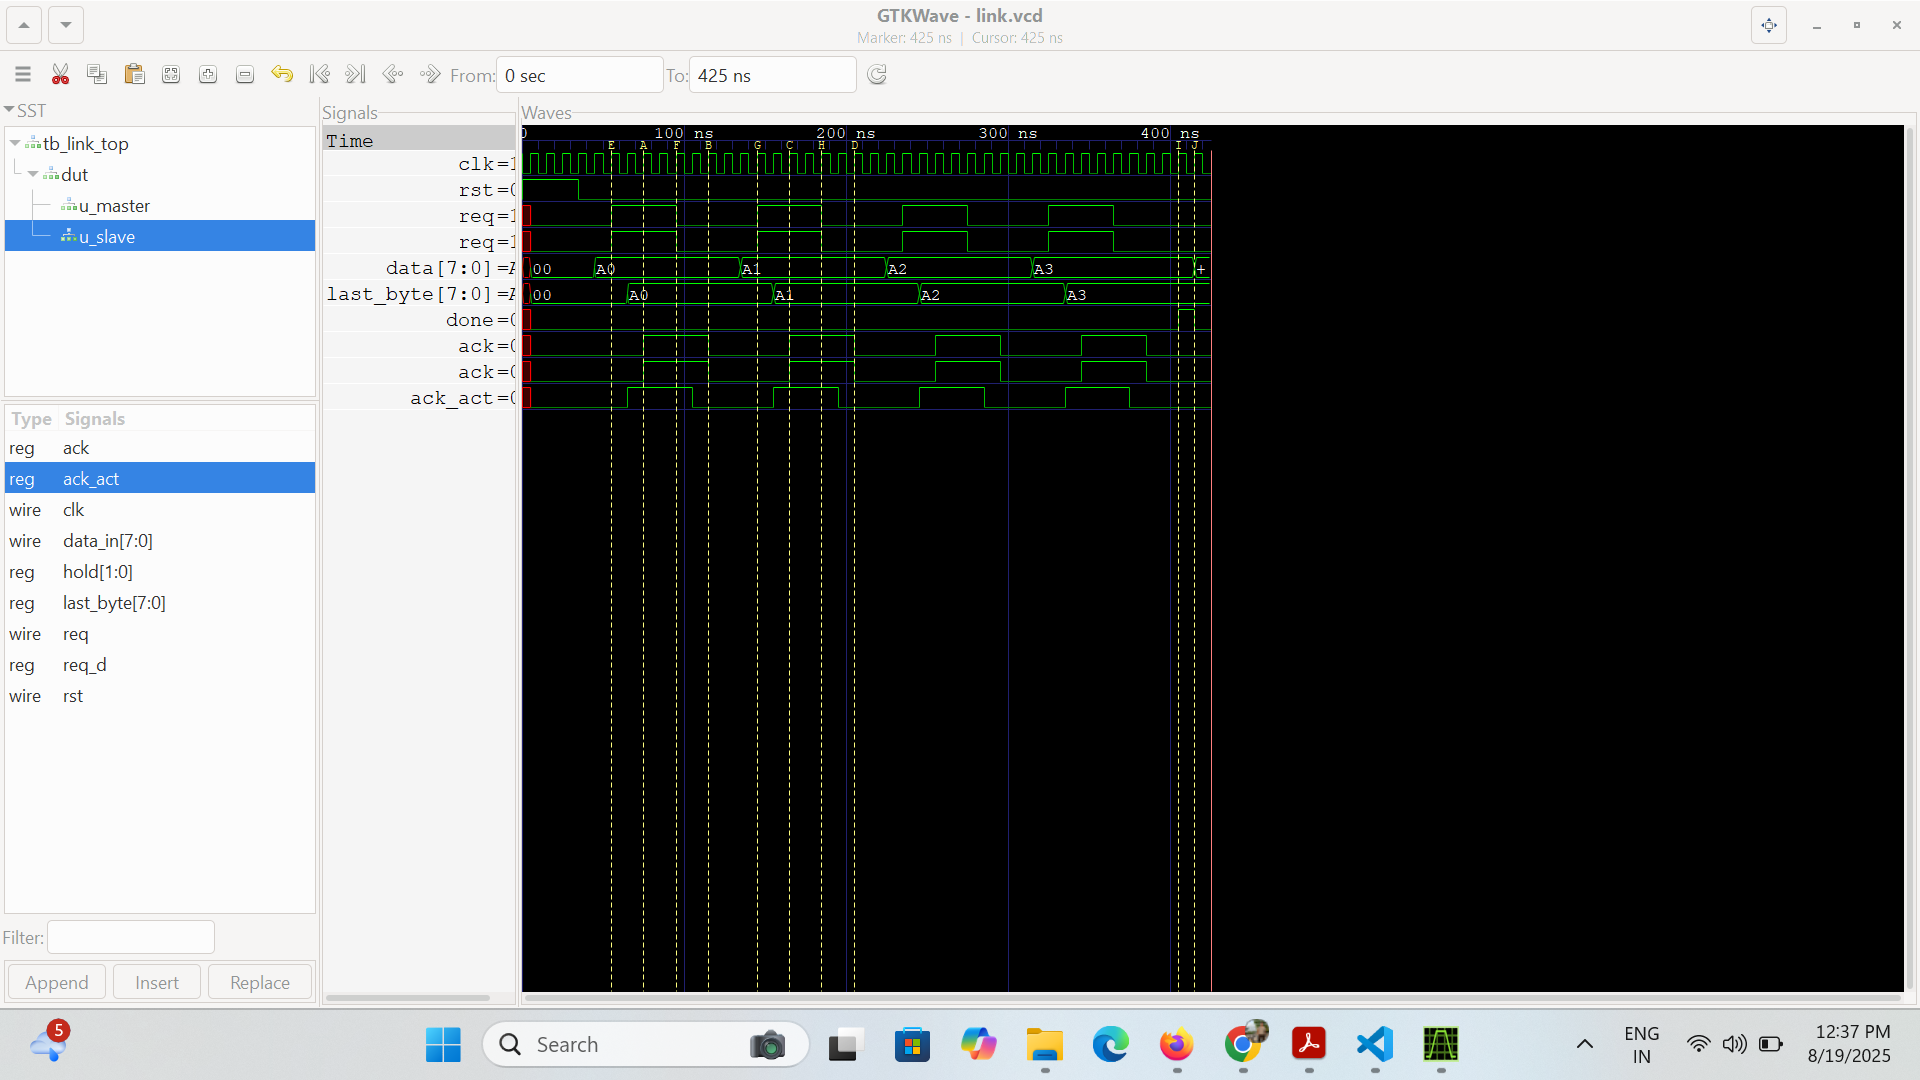 GTKWave - link.vcd
Marker: 425 ns | Cursor: 425 ns
From: 0 sec To: 425 ns
SST
tb_link_top
dut
u_master
u_slave
Type Signals
reg ack
reg ack_act
wire clk
wire data_in[7:0]
reg hold[1:0]
reg last_byte[7:0]
wire req
reg req_d
wire rst
Filter:
Append Insert Replace
Signals
Time
clk=1
rst=0
req=1
req=1
data[7:0]=A
last_byte[7:0]=A
done=0
ack=0
ack=0
ack_act=0
Waves
0 100 ns 200 ns 300 ns 400 ns
E A F B G C H D I J
00 A0 A1 A2 A3 +
00 A0 A1 A2 A3
5
Search
ENG
IN
12:37 PM
8/19/2025